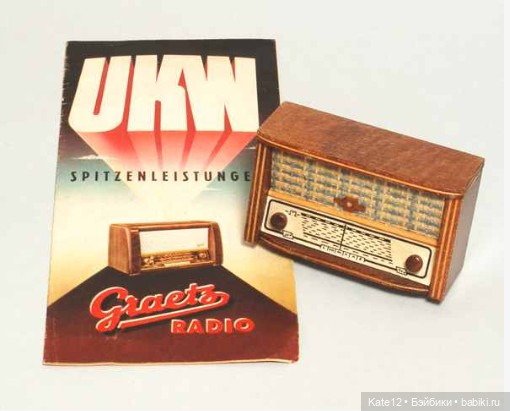 UKW
SPITZENLEISTUNGE
Graetz
RADIO
Kate12 • Бэйбики • babiki.ru